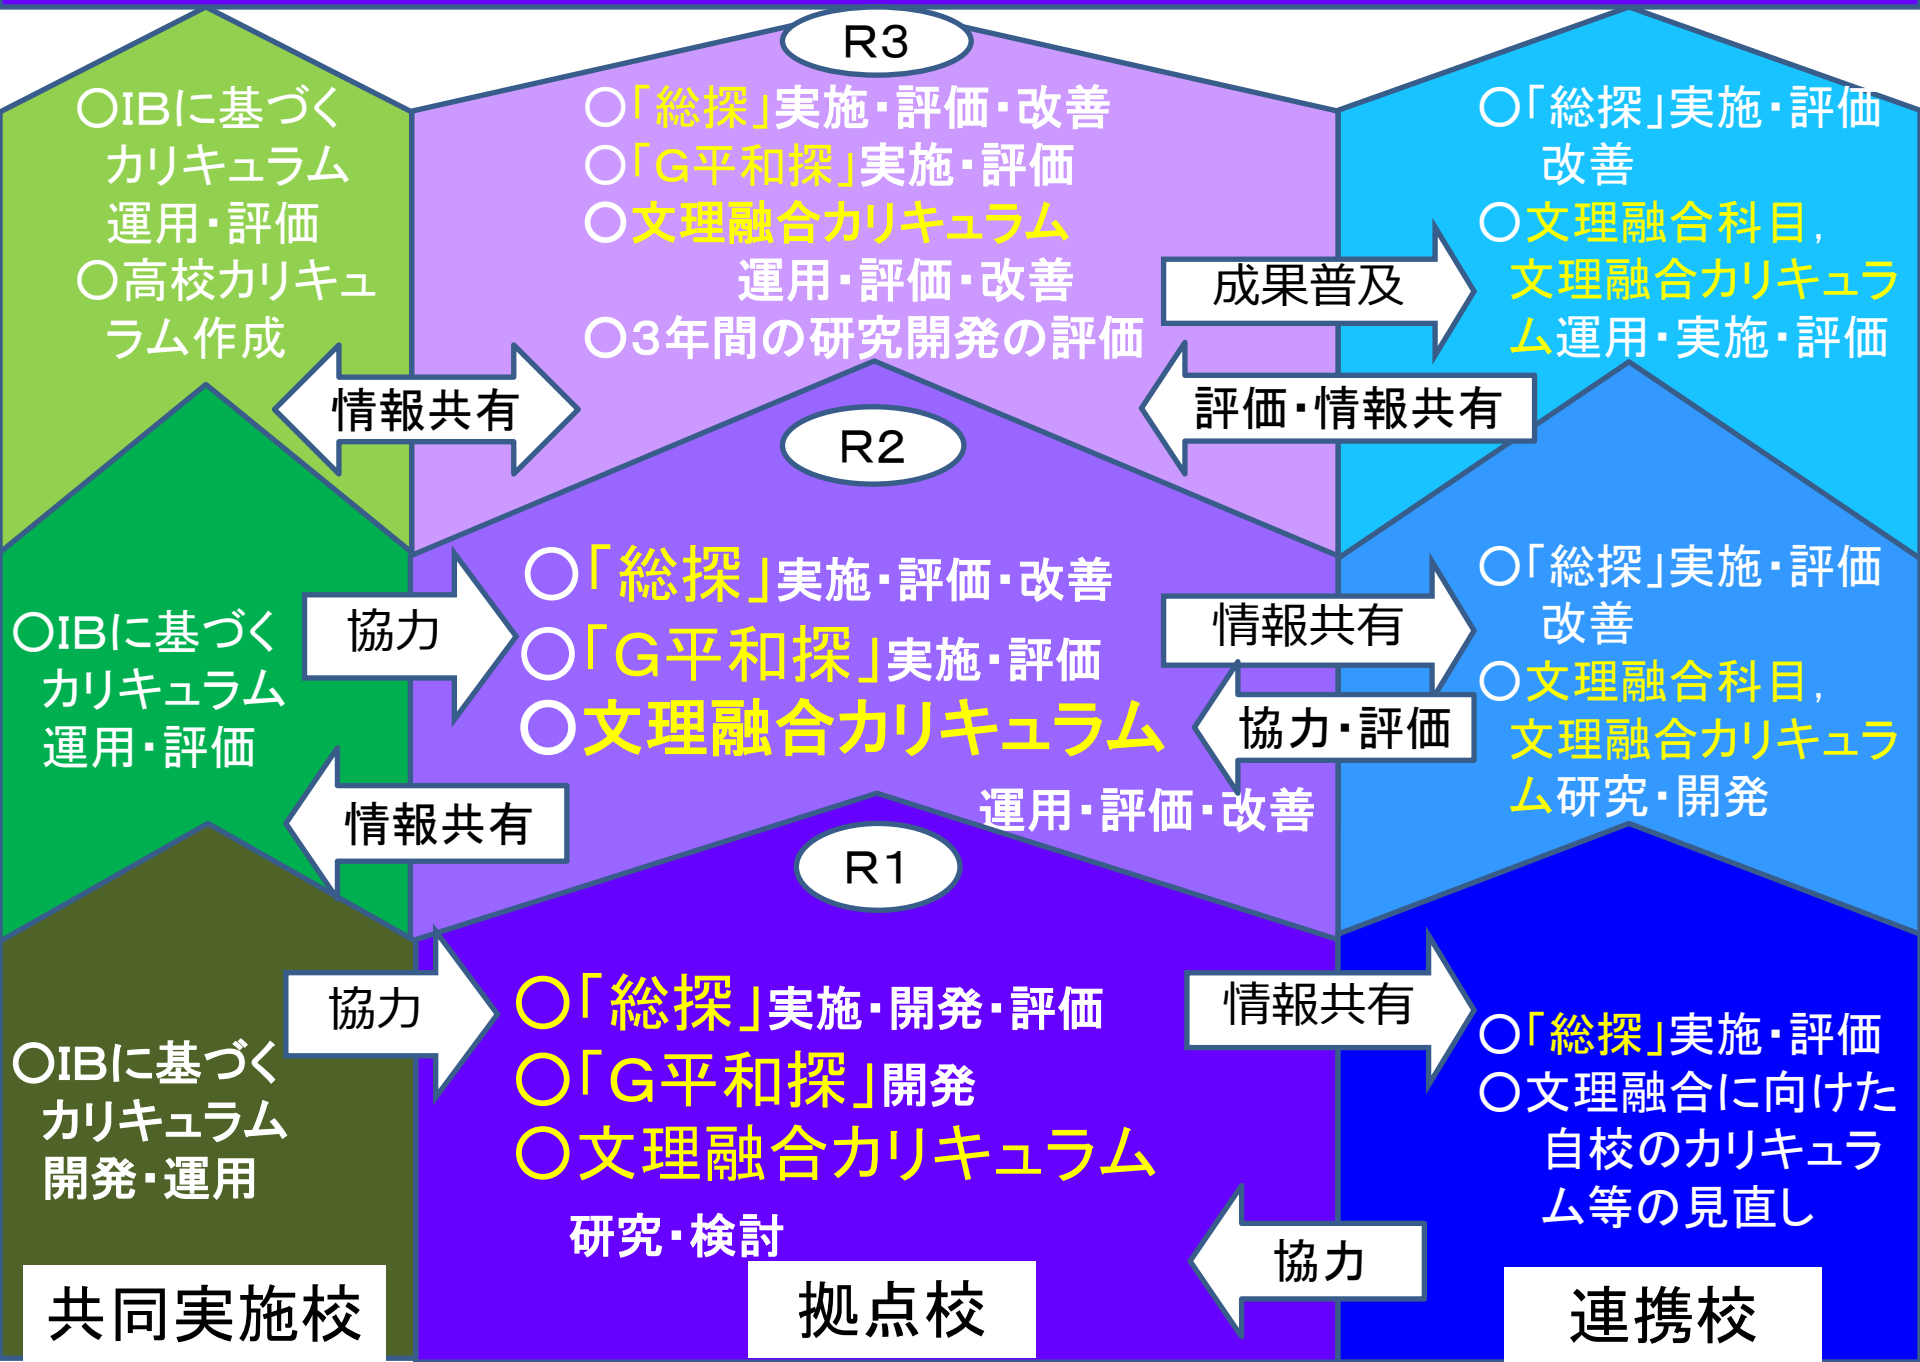 R3
○IBに基づく
カリキュラム
運用・評価
○高校カリキュ
ラム作成
○「総探」実施・評価・改善
○「G平和探」実施・評価
○文理融合カリキュラム
運用・評価・改善
○3年間の研究開発の評価
○「総探」実施・評価
改善
○文理融合科目,
文理融合カリキュラ
ム運用・実施・評価
成果普及
情報共有
評価・情報共有
R2
○IBに基づく
カリキュラム
運用・評価
協力
○「総探」実施・評価・改善
○「G平和探」実施・評価
○文理融合カリキュラム
運用・評価・改善
情報共有
協力・評価
○「総探」実施・評価
改善
○文理融合科目,
文理融合カリキュラ
ム研究・開発
情報共有
R1
○IBに基づく
カリキュラム
開発・運用
協力
○「総探」実施・開発・評価
○「G平和探」開発
○文理融合カリキュラム
研究・検討
情報共有
○「総探」実施・評価
○文理融合に向けた
自校のカリキュラ
ム等の見直し
協力
共同実施校
拠点校
連携校